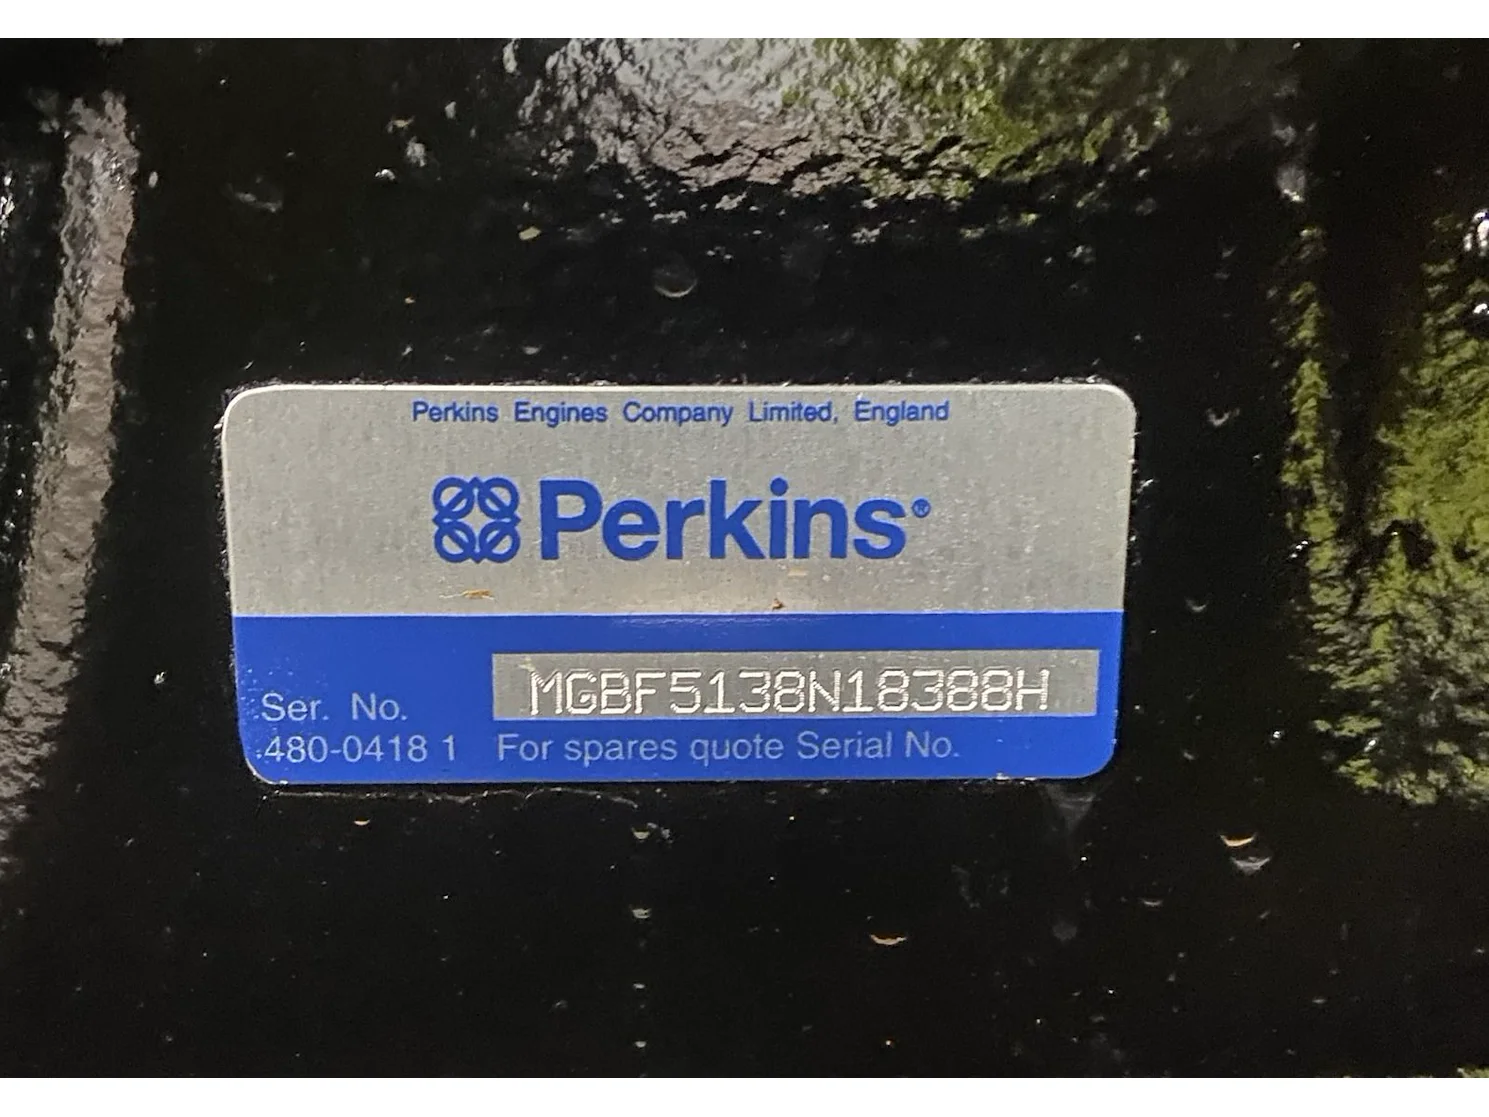 Perkins Engines Company Limited, England
Perkins®
MGBF5138N18388H
Ser. No.
480-0418 1 For spares quote Serial No.